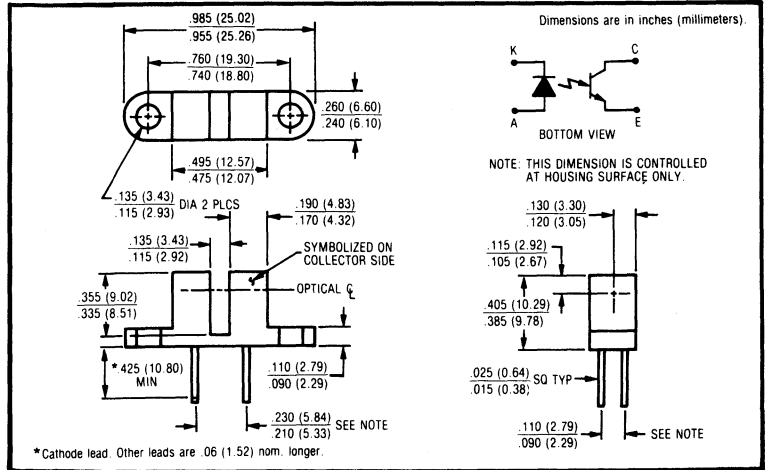 .985 (25.02)
.955 (25.26)
Dimensions are in inches (millimeters).
.760 (19.30)
.740 (18.80)
K
C
A
E
BOTTOM VIEW
.260 (6.60)
.240 (6.10)
.495 (12.57)
.475 (12.07)
NOTE: THIS DIMENSION IS CONTROLLED
AT HOUSING SURFACE ONLY.
.135 (3.43)
.115 (2.93)
DIA 2 PLCS
.190 (4.83)
.170 (4.32)
.130 (3.30)
.120 (3.05)
.135 (3.43)
.115 (2.92)
SYMBOLIZED ON
COLLECTOR SIDE
.115 (2.92)
.105 (2.67)
OPTICAL ℄
.355 (9.02)
.335 (8.51)
.405 (10.29)
.385 (9.78)
*.425 (10.80)
MIN
.110 (2.79)
.090 (2.29)
.025 (0.64)
.015 (0.38)
SQ TYP
.230 (5.84)
.210 (5.33)
SEE NOTE
.110 (2.79)
.090 (2.29)
SEE NOTE
*Cathode lead. Other leads are .06 (1.52) nom. longer.